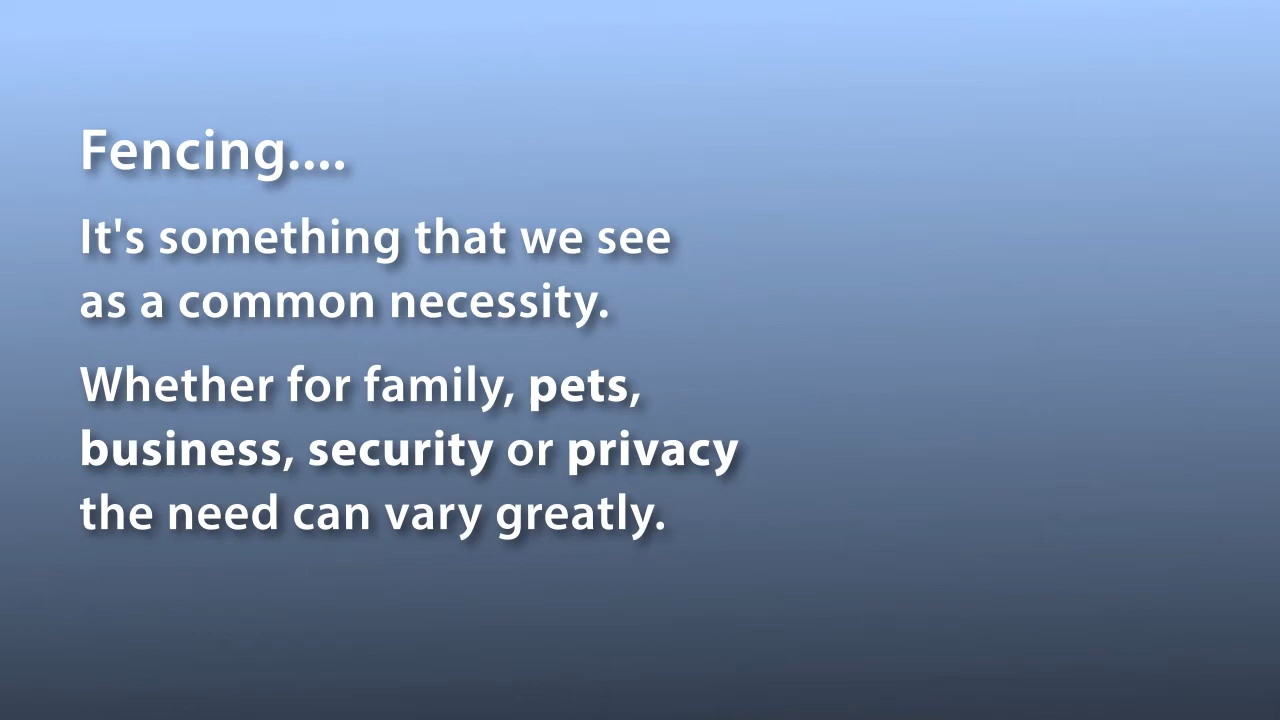 Fencing....
It's something that we see
as a common necessity.
Whether for family, pets,
business, security or privacy
the need can vary greatly.